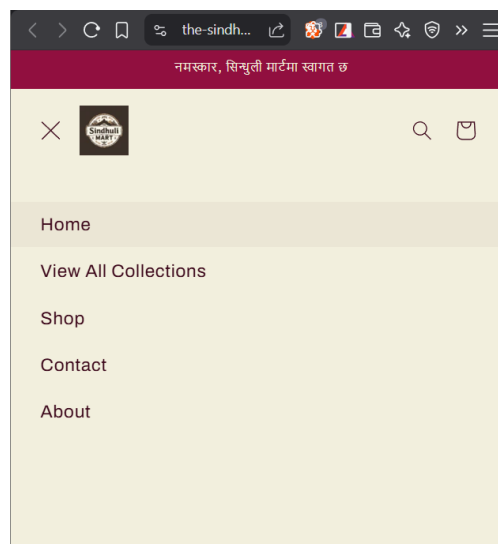 the-sindh...
नमस्कार, सिन्धुली मार्टमा स्वागत छ
Sindhuli
MART
Home
View All Collections
Shop
Contact
About